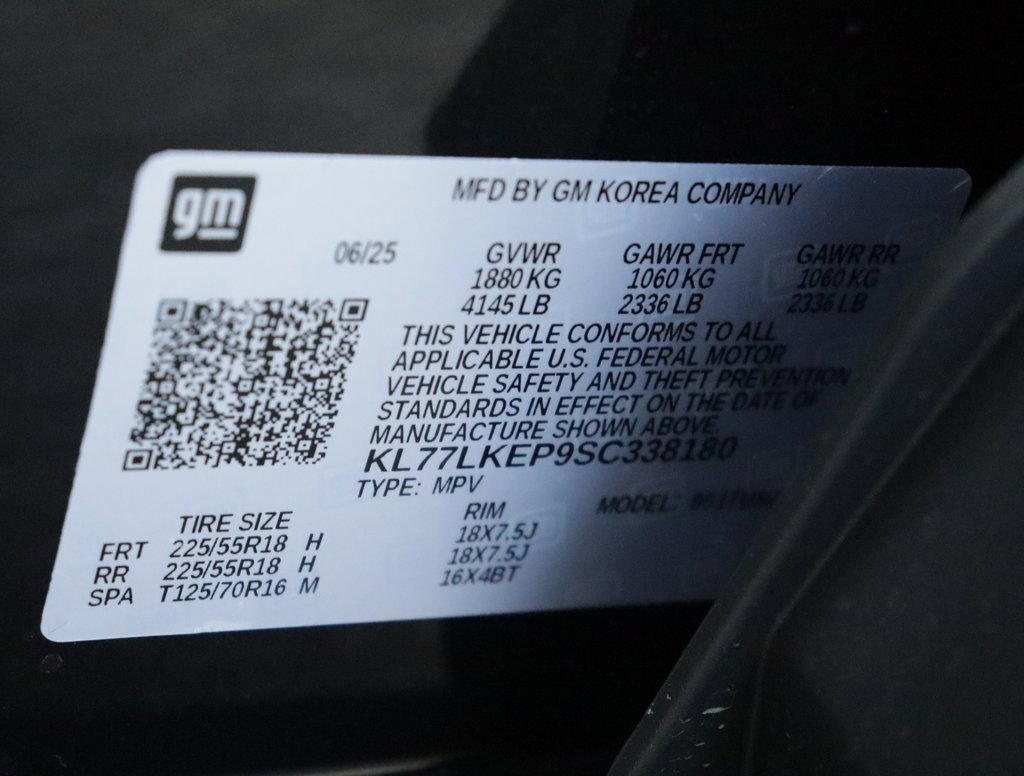 gm
MFD BY GM KOREA COMPANY
06/25 GVWR GAWR FRT GAWR RR
1880 KG 1060 KG 1060 KG
4145 LB 2336 LB 2336 LB
THIS VEHICLE CONFORMS TO ALL
APPLICABLE U.S. FEDERAL MOTOR
VEHICLE SAFETY AND THEFT PREVENTION
STANDARDS IN EFFECT ON THE DATE OF
MANUFACTURE SHOWN ABOVE.
KL77LKEP9SC338180
TYPE: MPV MODEL:
TIRE SIZE RIM
FRT 225/55R18 H 18X7.5J
RR 225/55R18 H 18X7.5J
SPA T125/70R16 M 16X4BT